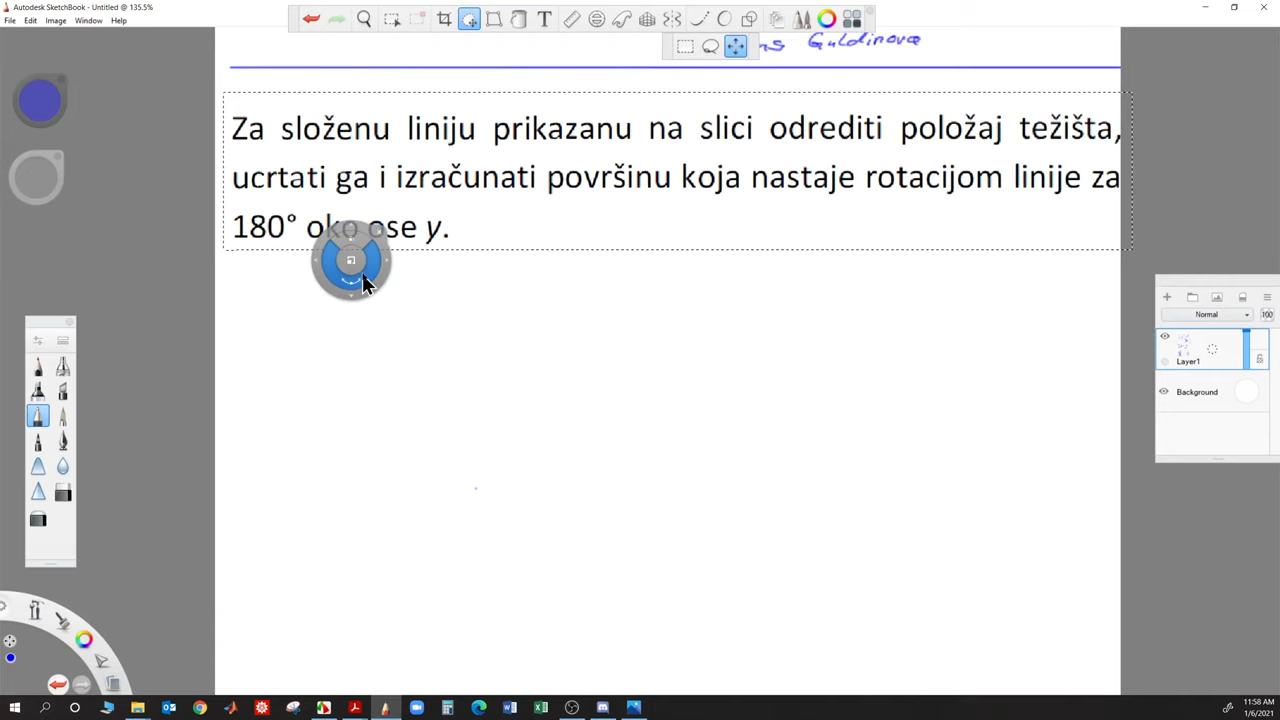 Autodesk SketchBook - Untitled @ 135.5%
File Edit Image Window Help
Guldinova
Za složenu liniju prikazanu na slici odrediti položaj težišta,
ucrtati ga i izračunati površinu koja nastaje rotacijom linije za
180° oko ose y.
Normal
100
Layer1
Background
11:58 AM
1/6/2021